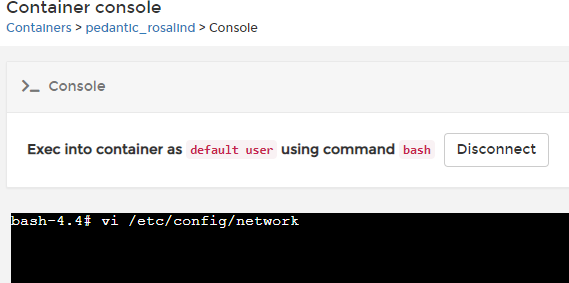 Container console
Containers > pedantic_rosalind > Console
>_ Console
Exec into container as default user using command bash Disconnect
bash-4.4# vi /etc/config/network